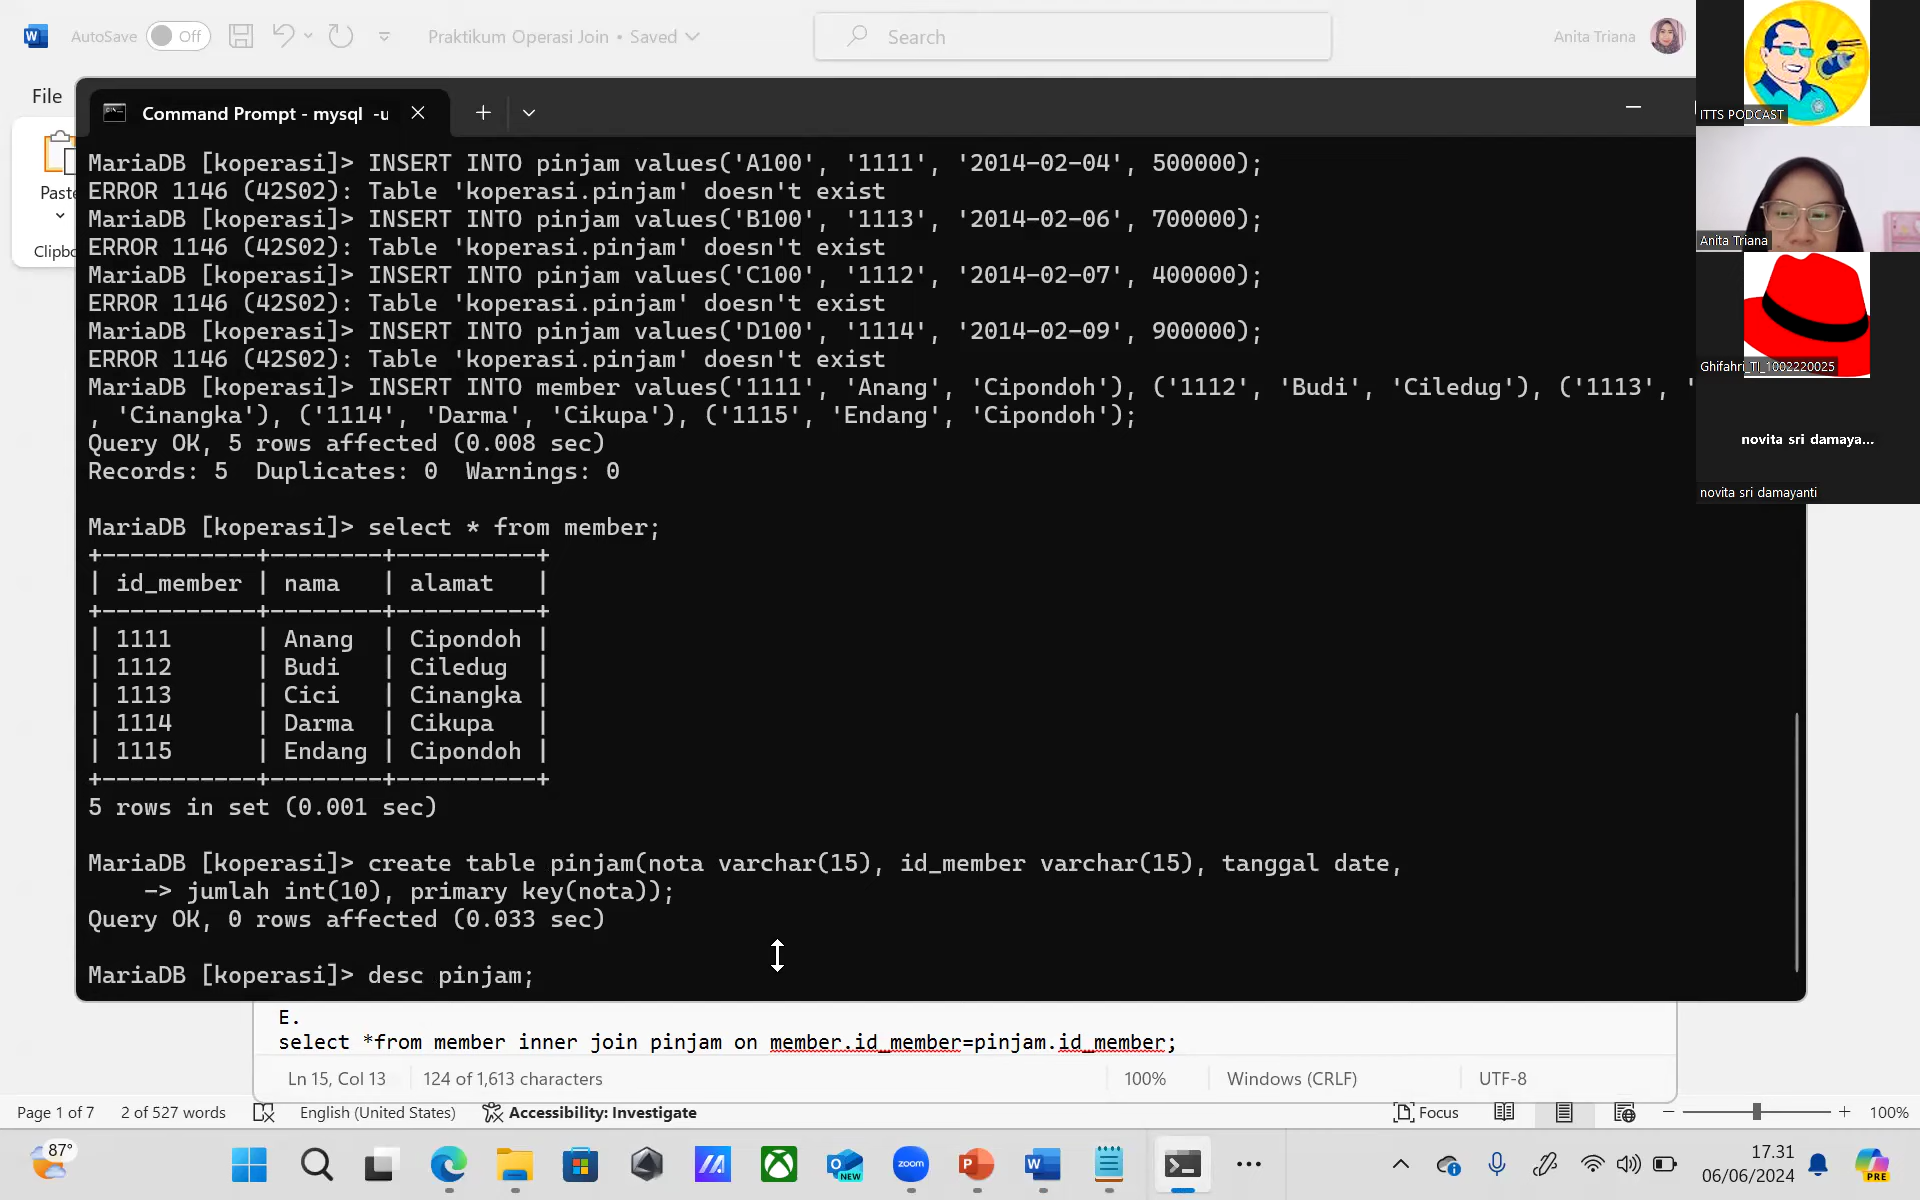 AutoSave Off Praktikum Operasi Join • Saved Search Anita Triana
File
Command Prompt - mysql -u
Paste
Clipbo
MariaDB [koperasi]> INSERT INTO pinjam values('A100', '1111', '2014-02-04', 500000);
ERROR 1146 (42S02): Table 'koperasi.pinjam' doesn't exist
MariaDB [koperasi]> INSERT INTO pinjam values('B100', '1113', '2014-02-06', 700000);
ERROR 1146 (42S02): Table 'koperasi.pinjam' doesn't exist
MariaDB [koperasi]> INSERT INTO pinjam values('C100', '1112', '2014-02-07', 400000);
ERROR 1146 (42S02): Table 'koperasi.pinjam' doesn't exist
MariaDB [koperasi]> INSERT INTO pinjam values('D100', '1114', '2014-02-09', 900000);
ERROR 1146 (42S02): Table 'koperasi.pinjam' doesn't exist
MariaDB [koperasi]> INSERT INTO member values('1111', 'Anang', 'Cipondoh'), ('1112', 'Budi', 'Ciledug'), ('1113', '
, 'Cinangka'), ('1114', 'Darma', 'Cikupa'), ('1115', 'Endang', 'Cipondoh');
Query OK, 5 rows affected (0.008 sec)
Records: 5  Duplicates: 0  Warnings: 0
MariaDB [koperasi]> select * from member;
+-----------+--------+----------+
| id_member | nama   | alamat   |
+-----------+--------+----------+
| 1111      | Anang  | Cipondoh |
| 1112      | Budi   | Ciledug  |
| 1113      | Cici   | Cinangka |
| 1114      | Darma  | Cikupa   |
| 1115      | Endang | Cipondoh |
+-----------+--------+----------+
5 rows in set (0.001 sec)
MariaDB [koperasi]> create table pinjam(nota varchar(15), id_member varchar(15), tanggal date,
    -> jumlah int(10), primary key(nota));
Query OK, 0 rows affected (0.033 sec)
MariaDB [koperasi]> desc pinjam;
ITTS PODCAST
Anita Triana
Ghifahri_TI_1002220025
novita sri damaya...
novita sri damayanti
E.
select *from member inner join pinjam on member.id_member=pinjam.id_member;
Ln 15, Col 13 124 of 1,613 characters 100% Windows (CRLF) UTF-8
Page 1 of 7 2 of 527 words English (United States) Accessibility: Investigate Focus 100%
87° NEW zoom PRE
17.31
06/06/2024